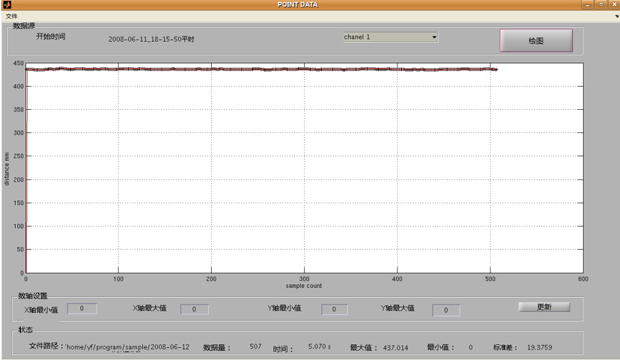 POINT DATA
文件
数据源
开始时间 2008-06-11,18-15-50平时 chanel 1 绘图
450
400
350
300
250
200
150
100
50
0
distance mm
0 100 200 300 400 500 600
sample count
数轴设置
X轴最小值 0 X轴最大值 0 Y轴最小值 0 Y轴最大值 0 更新
状态
文件路径： 'home/yf/program/sample/2008-06-12 数据量： 507 时间： 5.070 s 最大值： 437.014 最小值： 0 标准差： 19.3759